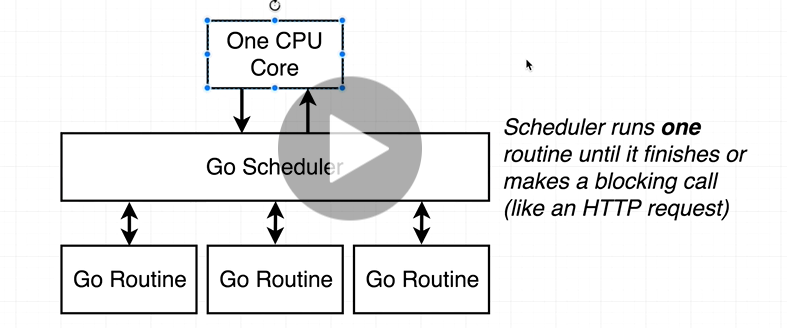 One CPU
Core
Go Scheduler
Scheduler runs one
routine until it finishes or
makes a blocking call
(like an HTTP request)
Go Routine
Go Routine
Go Routine